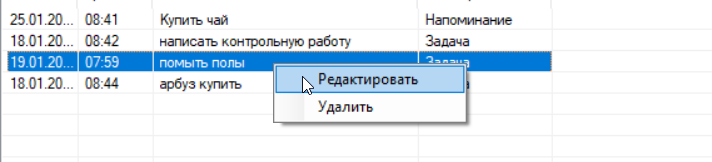 25.01.20... 08:41 Купить чай Напоминание
18.01.20... 08:42 написать контрольную работу Задача
19.01.20... 07:59 помыть полы Задача
Редактировать
18.01.20... 08:44 арбуз купить
Удалить